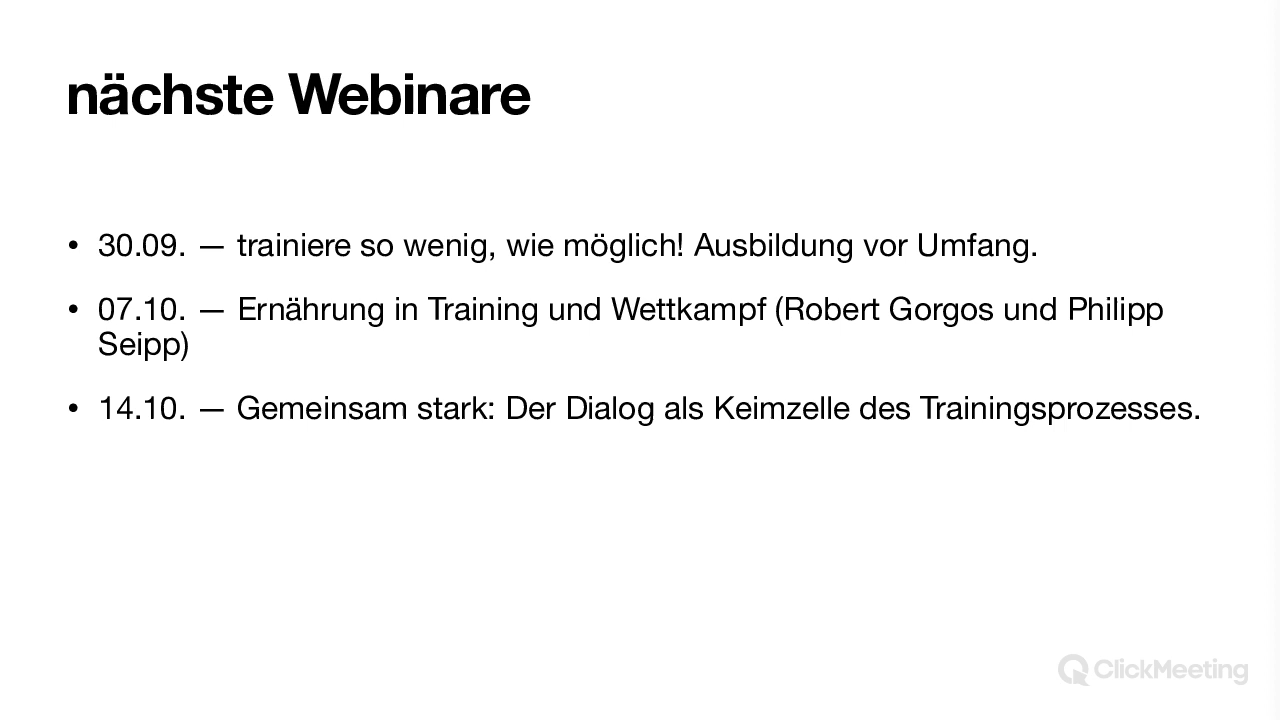 nächste Webinare
• 30.09. — trainiere so wenig, wie möglich! Ausbildung vor Umfang.
• 07.10. — Ernährung in Training und Wettkampf (Robert Gorgos und Philipp
Seipp)
• 14.10. — Gemeinsam stark: Der Dialog als Keimzelle des Trainingsprozesses.
ClickMeeting